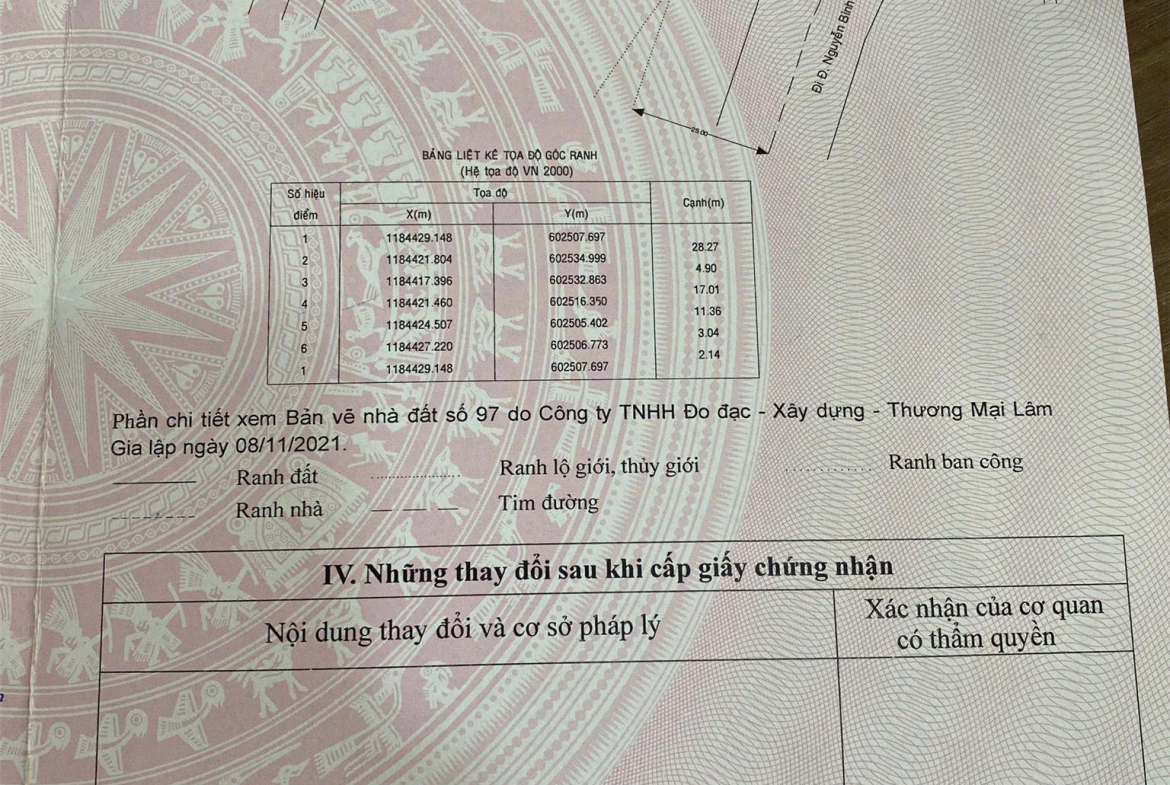 Đi Đ. Nguyễn Bỉnh
25.00
BẢNG LIỆT KÊ TỌA ĐỘ GÓC RANH
(Hệ tọa độ VN 2000)
Số hiệu điểm Tọa độ Cạnh(m)
X(m) Y(m)
1 1184429.148 602507.697
28.27
2 1184421.804 602534.999
4.90
3 1184417.396 602532.863
17.01
4 1184421.460 602516.350
11.36
5 1184424.507 602505.402
3.04
6 1184427.220 602506.773
2.14
1 1184429.148 602507.697
Phần chi tiết xem Bản vẽ nhà đất số 97 do Công ty TNHH Đo đạc - Xây dựng - Thương Mại Lâm
Gia lập ngày 08/11/2021.
Ranh đất Ranh lộ giới, thủy giới Ranh ban công
Ranh nhà Tim đường
IV. Những thay đổi sau khi cấp giấy chứng nhận
Nội dung thay đổi và cơ sở pháp lý
Xác nhận của cơ quan
có thẩm quyền